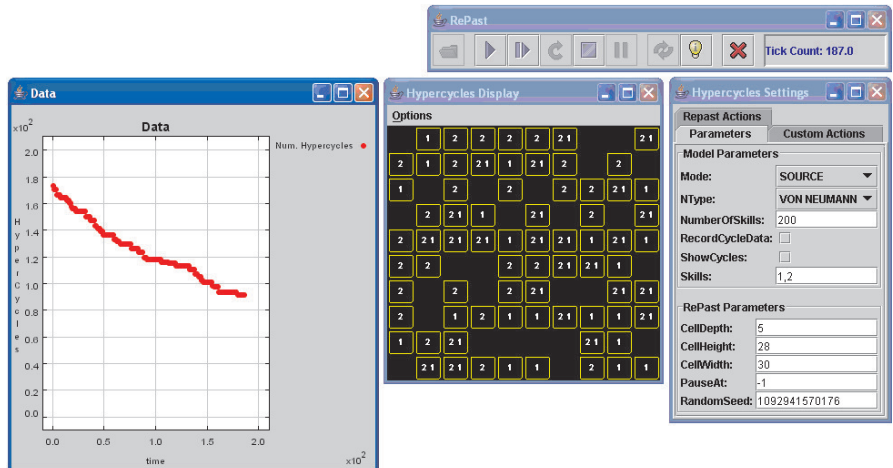 RePast
Tick Count: 187.0
Data
Data
x10²
Num. Hypercycles
2.0
1.8
1.6
1.4
1.2
1.0
0.8
0.6
0.4
0.2
0.0
HyperCycles
0.0 0.5 1.0 1.5 2.0
time
x10²
Hypercycles Display
Options
1 2 2 2 2 2 1 2 1
2 1 2 2 1 2 1 2 1 2 2
1 2 2 2 2 2 1 1
2 2 1 1 2 1 2 2 1
2 2 1 2 1 2 1 1 2 1 1 2 1 2 1 1
2 2 2 2 2 1 2 1 1
2 2 2 2 1 2 1 2 1
2 1 2 1 1 2 1 1 2 1 2 1
1 2 2 1 2 1 1
2 1 2 1 2 1 1 2 1 1
Hypercycles Settings
Repast Actions
Parameters Custom Actions
Model Parameters
Mode: SOURCE
NType: VON NEUMANN
NumberOfSkills: 200
RecordCycleData:
ShowCycles:
Skills: 1,2
RePast Parameters
CellDepth: 5
CellHeight: 28
CellWidth: 30
PauseAt: -1
RandomSeed: 1092941570176